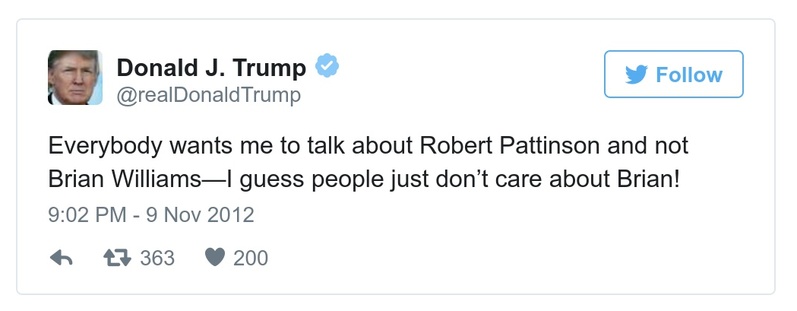 Donald J. Trump
@realDonaldTrump
Follow
Everybody wants me to talk about Robert Pattinson and not
Brian Williams—I guess people just don’t care about Brian!
9:02 PM - 9 Nov 2012
363 200